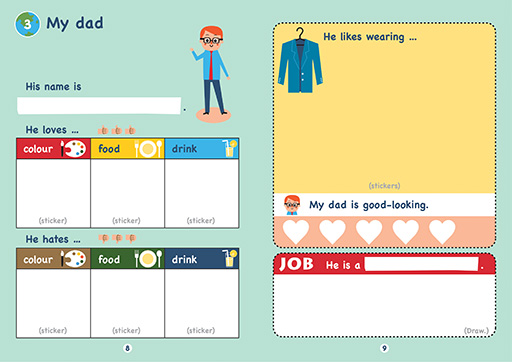 3 My dad
His name is
.
He loves ...
colour food drink
(sticker) (sticker) (sticker)
He hates ...
colour food drink
(sticker) (sticker) (sticker)
8
He likes wearing ...
(stickers)
My dad is good-looking.
JOB He is a .
(Draw.)
9